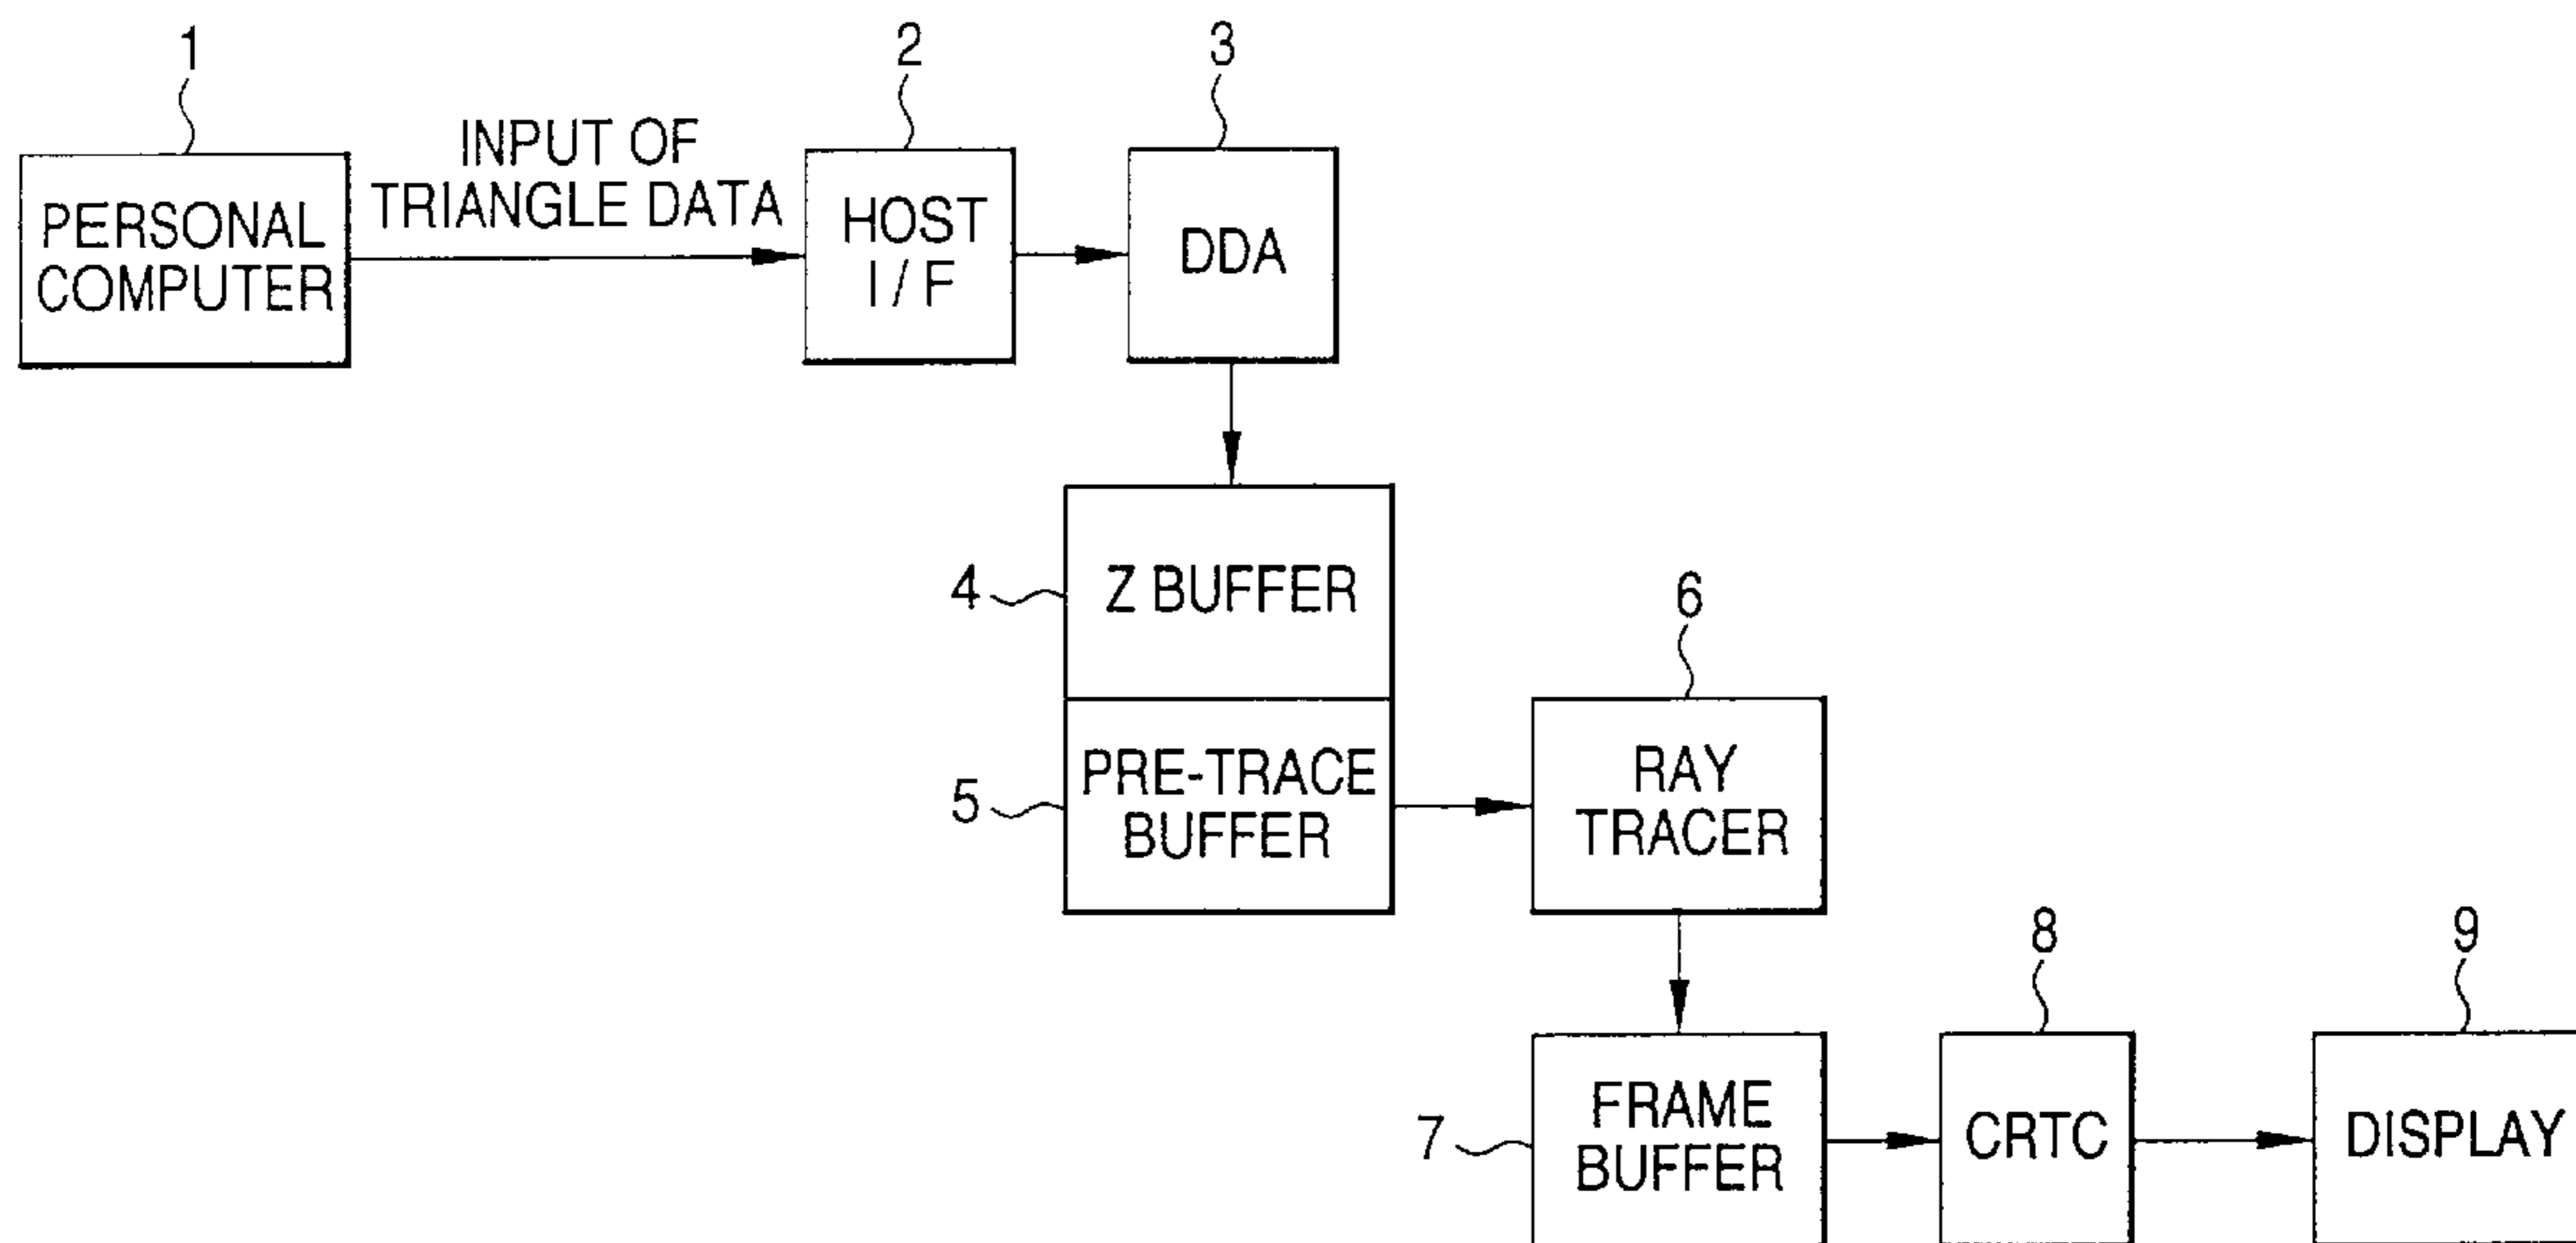 1
2
3
INPUT OF
TRIANGLE DATA
PERSONAL
COMPUTER
HOST
I / F
DDA
4
Z BUFFER
6
5
PRE-TRACE
BUFFER
RAY
TRACER
8
9
7
FRAME
BUFFER
CRTC
DISPLAY